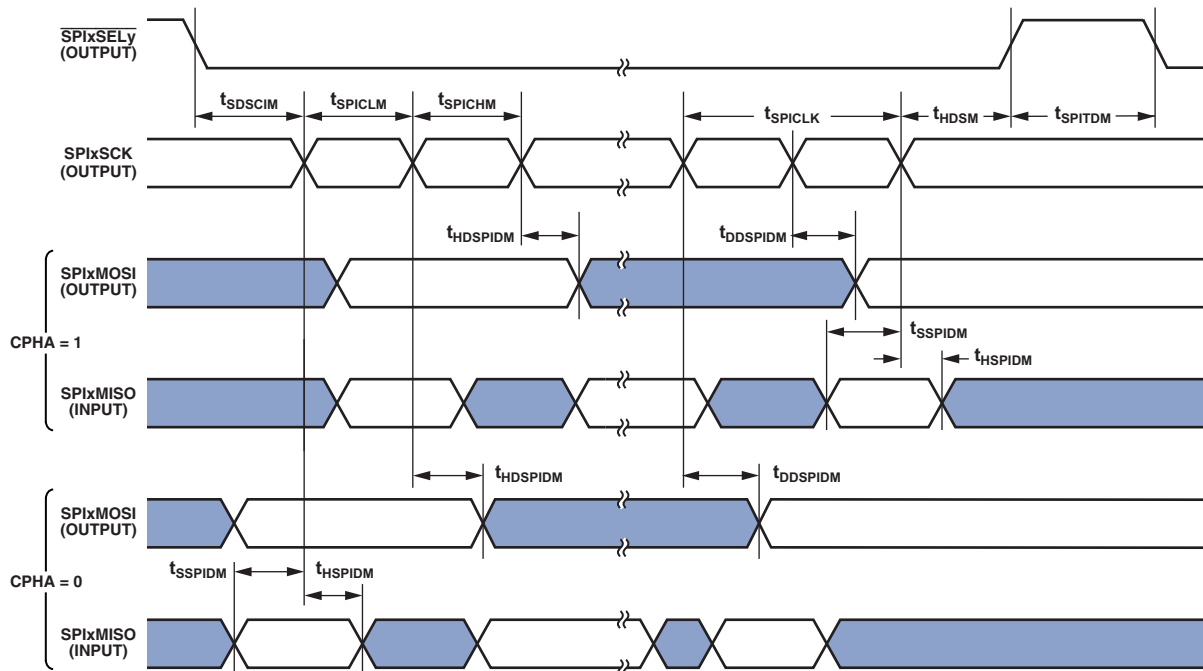 SPIxSELy
(OUTPUT)
tSDSCIM
tSPICLM
tSPICHM
tSPICLK
tHDSM
tSPITDM
SPIxSCK
(OUTPUT)
tHDSPIDM
tDDSPIDM
SPIxMOSI
(OUTPUT)
tSSPIDM
CPHA = 1
tHSPIDM
SPIxMISO
(INPUT)
tHDSPIDM
tDDSPIDM
SPIxMOSI
(OUTPUT)
tSSPIDM
tHSPIDM
CPHA = 0
SPIxMISO
(INPUT)